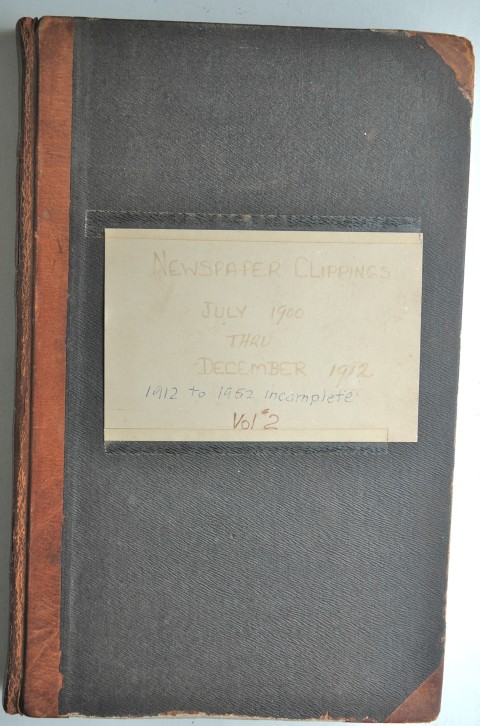 NEWSPAPER CLIPPINGS
JULY 1900
THRU
DECEMBER 1912
1912 to 1952 incomplete
Vol #2